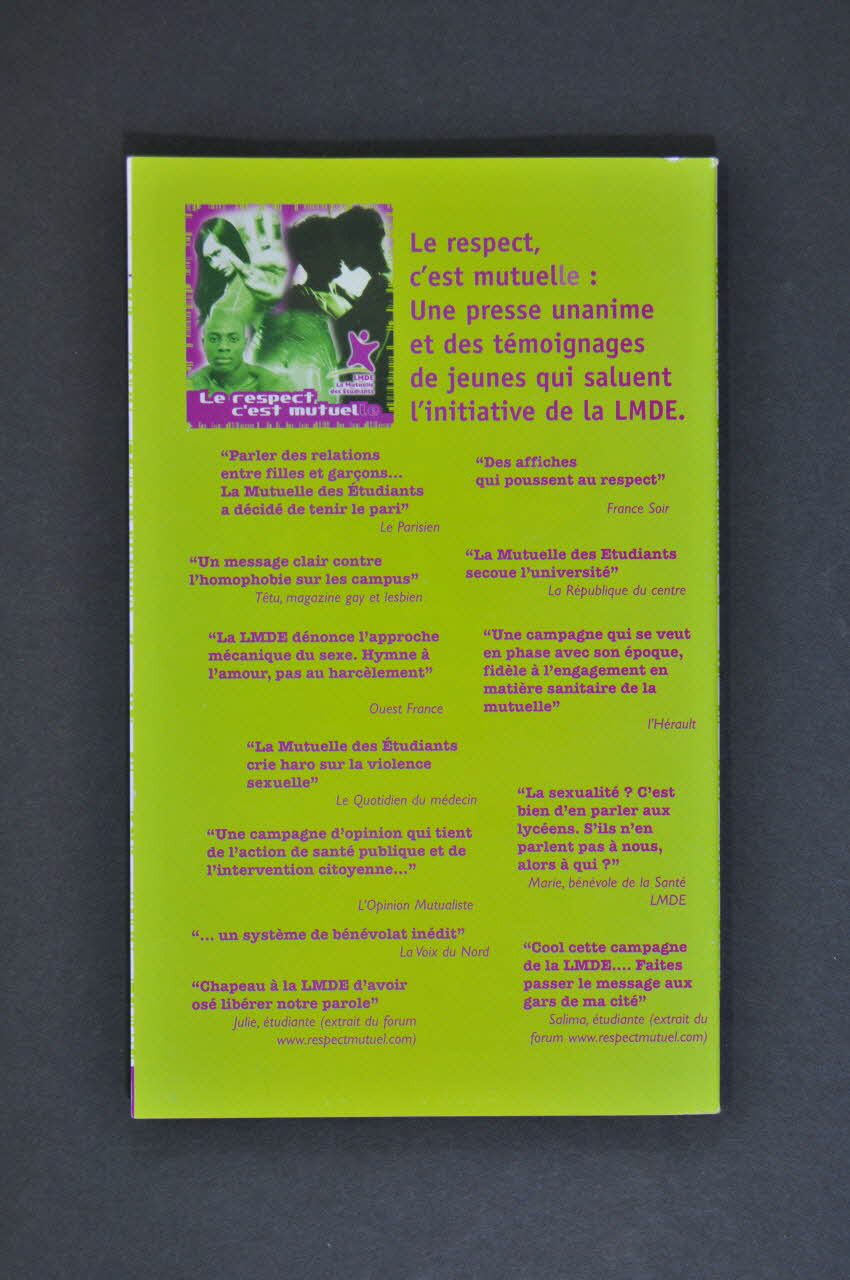 LMDE
La Mutuelle
des Étudiants
Le respect,
c'est mutuelle
Le respect,
c'est mutuelle :
Une presse unanime
et des témoignages
de jeunes qui saluent
l'initiative de la LMDE.
“Parler des relations
entre filles et garçons...
La Mutuelle des Étudiants
a décidé de tenir le pari”
Le Parisien
“Des affiches
qui poussent au respect”
France Soir
“Un message clair contre
l'homophobie sur les campus”
Têtu, magazine gay et lesbien
“La Mutuelle des Etudiants
secoue l'université”
La République du centre
“La LMDE dénonce l'approche
mécanique du sexe. Hymne à
l'amour, pas au harcèlement”
Ouest France
“Une campagne qui se veut
en phase avec son époque,
fidèle à l'engagement en
matière sanitaire de la
mutuelle”
l'Hérault
“La Mutuelle des Étudiants
crie haro sur la violence
sexuelle”
Le Quotidien du médecin
“La sexualité ? C'est
bien d'en parler aux
lycéens. S'ils n'en
parlent pas à nous,
alors à qui ?”
Marie, bénévole de la Santé
LMDE
“Une campagne d'opinion qui tient
de l'action de santé publique et de
l'intervention citoyenne...”
L'Opinion Mutualiste
“... un système de bénévolat inédit”
La Voix du Nord
“Cool cette campagne
de la LMDE.... Faites
passer le message aux
gars de ma cité”
Salima, étudiante (extrait du
forum www.respectmutuel.com)
“Chapeau à la LMDE d'avoir
osé libérer notre parole”
Julie, étudiante (extrait du forum
www.respectmutuel.com)